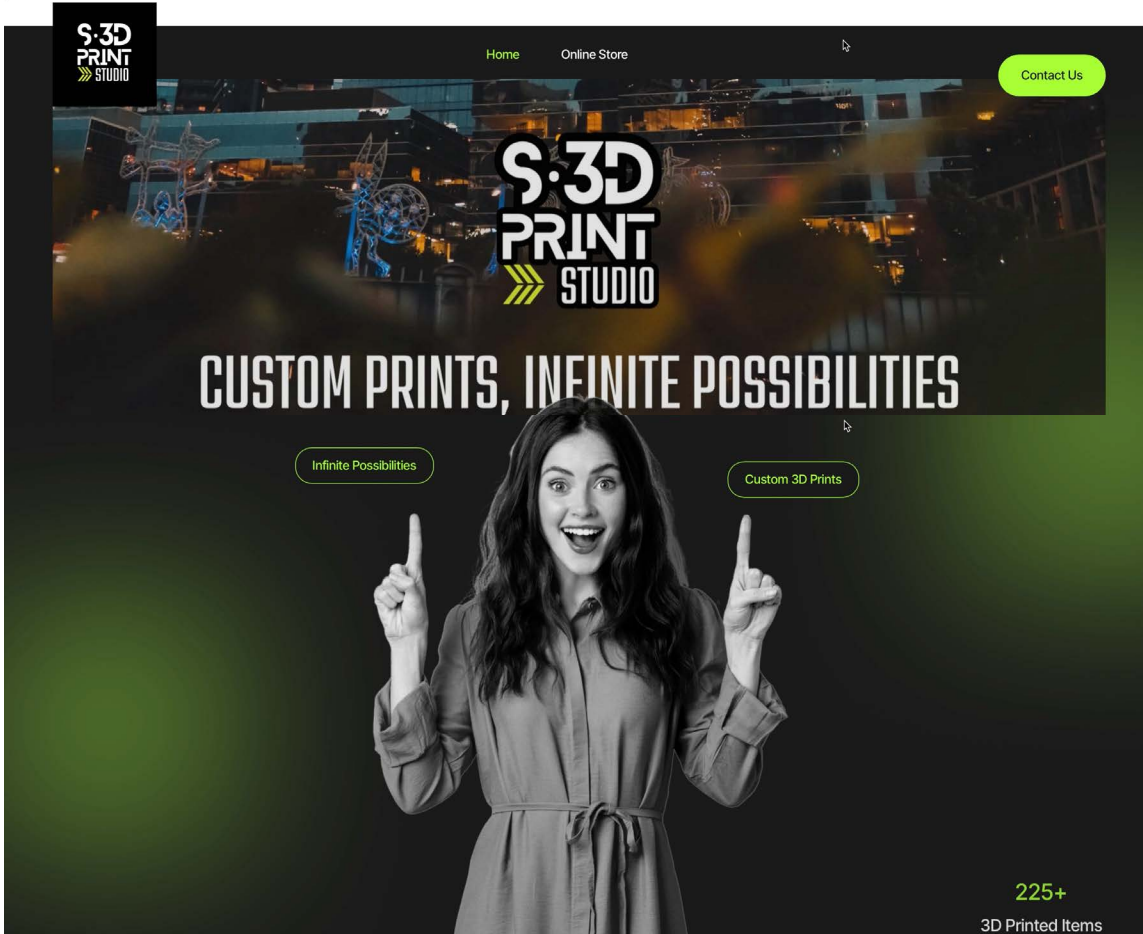 S·3D
PRINT
STUDIO
Home
Online Store
Contact Us
S·3D
PRINT
STUDIO
CUSTOM PRINTS, INFINITE POSSIBILITIES
Infinite Possibilities
Custom 3D Prints
225+
3D Printed Items